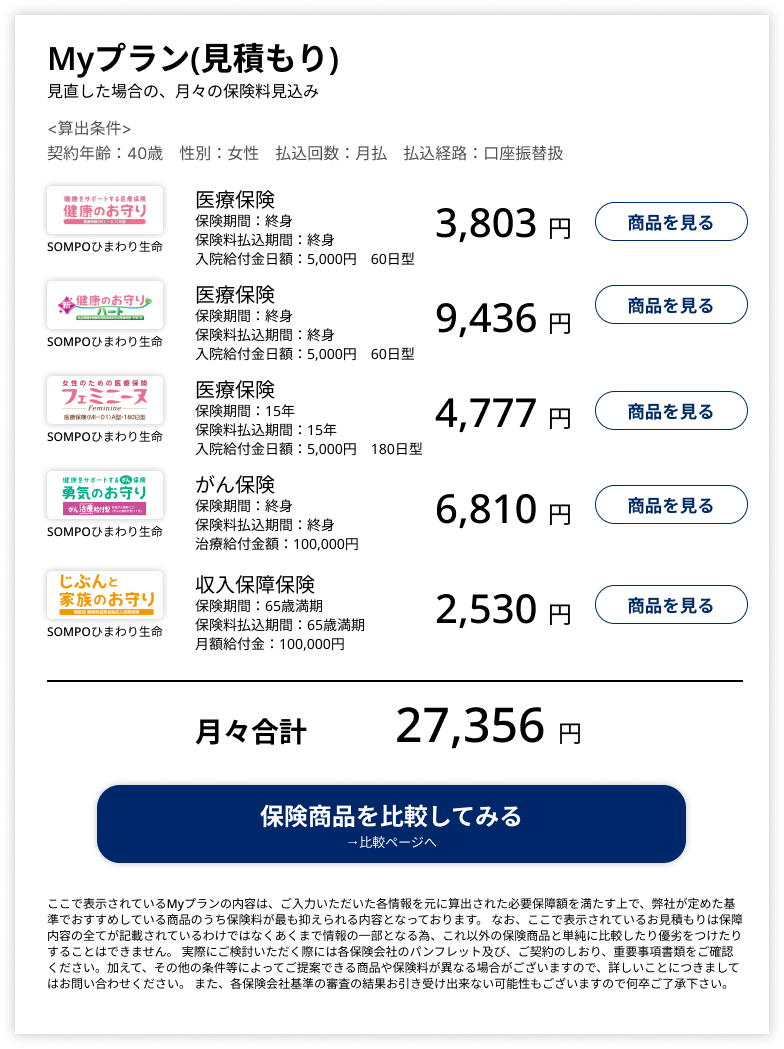 Myプラン(見積もり)
見直した場合の、月々の保険料見込み
<算出条件>
契約年齢：40歳　性別：女性　払込回数：月払　払込経路：口座振替扱
健康をサポートする医療保険
健康のお守り
SOMPOひまわり生命
医療保険
保険期間：終身
保険料払込期間：終身
入院給付金日額：5,000円　60日型
3,803 円
商品を見る
新 健康のお守り
ハート
SOMPOひまわり生命
医療保険
保険期間：終身
保険料払込期間：終身
入院給付金日額：5,000円　60日型
9,436 円
商品を見る
女性のための医療保険
フェミニーヌ
Feminine
医療保険(MI-01)A型・180日型
SOMPOひまわり生命
医療保険
保険期間：15年
保険料払込期間：15年
入院給付金日額：5,000円　180日型
4,777 円
商品を見る
健康をサポートするがん保険
勇気のお守り
がん治療給付型
SOMPOひまわり生命
がん保険
保険期間：終身
保険料払込期間：終身
治療給付金額：100,000円
6,810 円
商品を見る
じぶんと
家族のお守り
SOMPOひまわり生命
収入保障保険
保険期間：65歳満期
保険料払込期間：65歳満期
月額給付金：100,000円
2,530 円
商品を見る
月々合計 27,356 円
保険商品を比較してみる
→比較ページへ
ここで表示されているMyプランの内容は、ご入力いただいた各情報を元に算出された必要保障額を満たす上で、弊社が定めた基
準でおすすめしている商品のうち保険料が最も抑えられる内容となっております。 なお、ここで表示されているお見積もりは保障
内容の全てが記載されているわけではなくあくまで情報の一部となる為、これ以外の保険商品と単純に比較したり優劣をつけたり
することはできません。 実際にご検討いただく際には各保険会社のパンフレット及び、ご契約のしおり、重要事項書類をご確認
ください。加えて、その他の条件等によってご提案できる商品や保険料が異なる場合がございますので、詳しいことにつきまして
はお問い合わせください。 また、各保険会社基準の審査の結果お引き受け出来ない可能性もございますので何卒ご了承下さい。